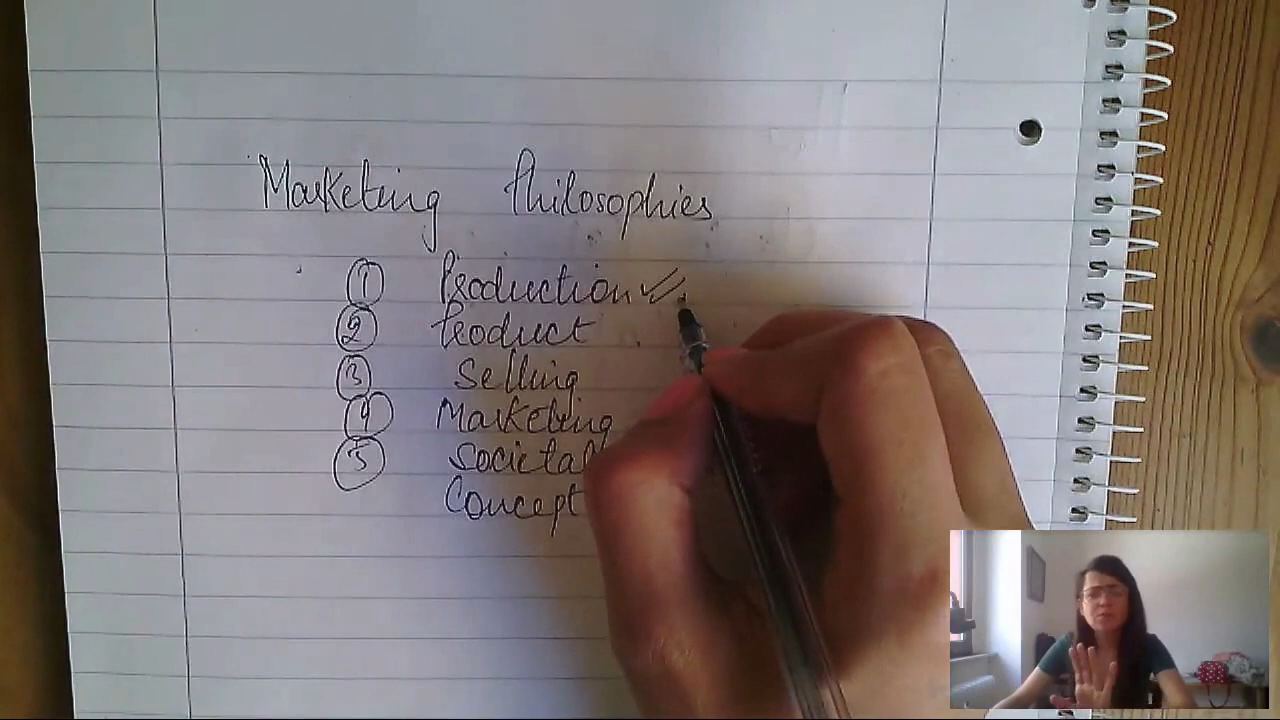 Marketing Philosophies
① Production
② Product
③ Selling
④ Marketing
⑤ Societal
Concept